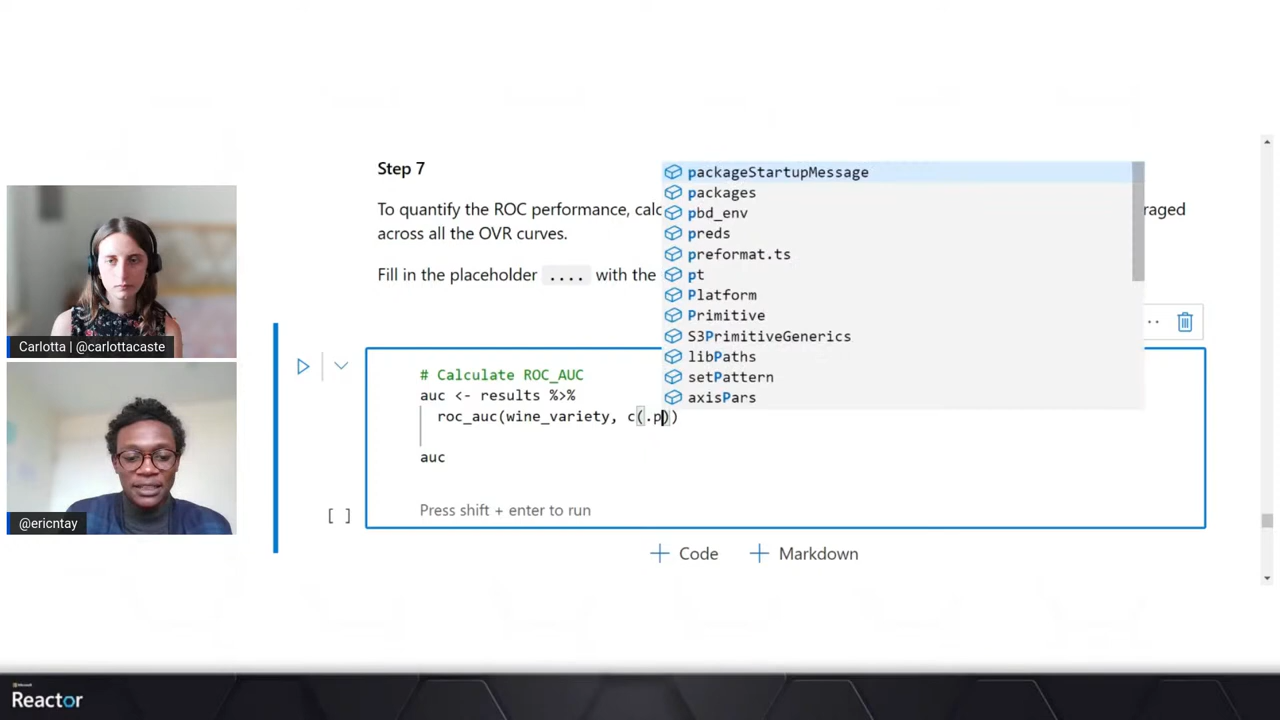 Step 7
To quantify the ROC performance, calc
raged
across all the OVR curves.
Fill in the placeholder .... with the
packageStartupMessage
packages
pbd_env
preds
preformat.ts
pt
Platform
Primitive
S3PrimitiveGenerics
libPaths
setPattern
axisPars
# Calculate ROC_AUC
auc <- results %>%
roc_auc(wine_variety, c(.p))
auc
Press shift + enter to run
[ ]
+ Code + Markdown
Carlotta | @carlottacaste
@ericntay
Microsoft
Reactor